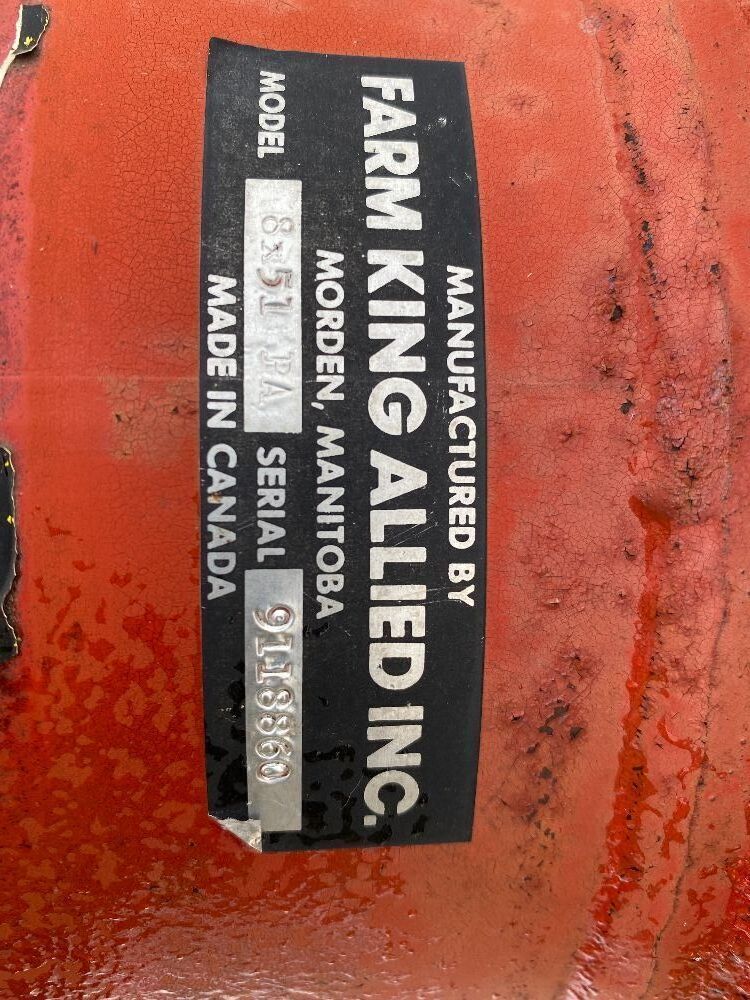 MANUFACTURED BY
FARM KING ALLIED INC.
MORDEN, MANITOBA
MODEL 8x51 PA SERIAL 9118860
MADE IN CANADA